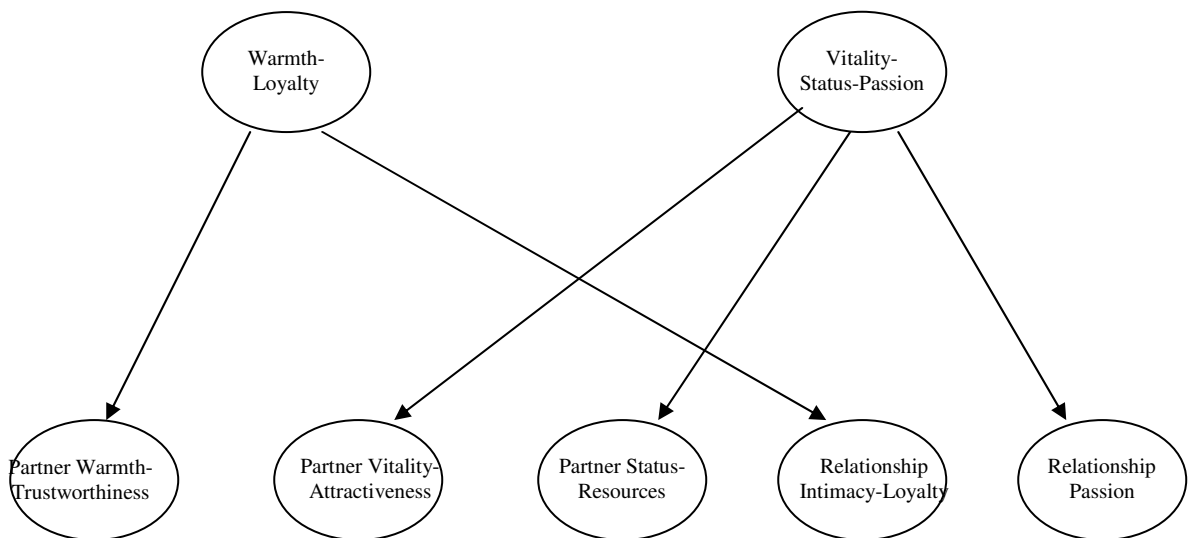 Warmth-
Loyalty
Vitality-
Status-Passion
Partner Warmth-
Trustworthiness
Partner Vitality-
Attractiveness
Partner Status-
Resources
Relationship
Intimacy-Loyalty
Relationship
Passion